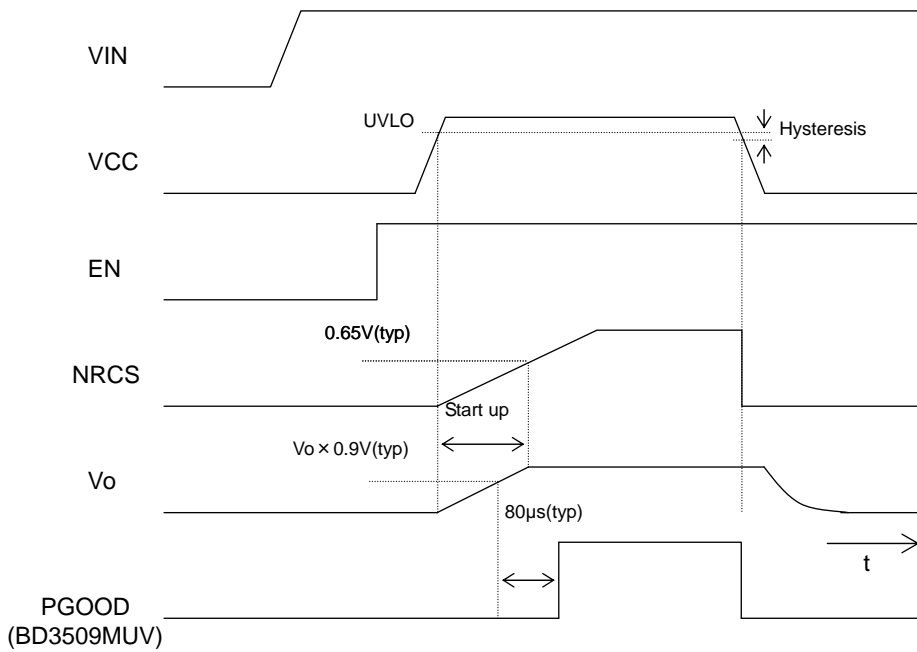 VIN
UVLO
Hysteresis
VCC
EN
0.65V(typ)
NRCS
Start up
Vo×0.9V(typ)
Vo
80µs(typ)
t
PGOOD
(BD3509MUV)